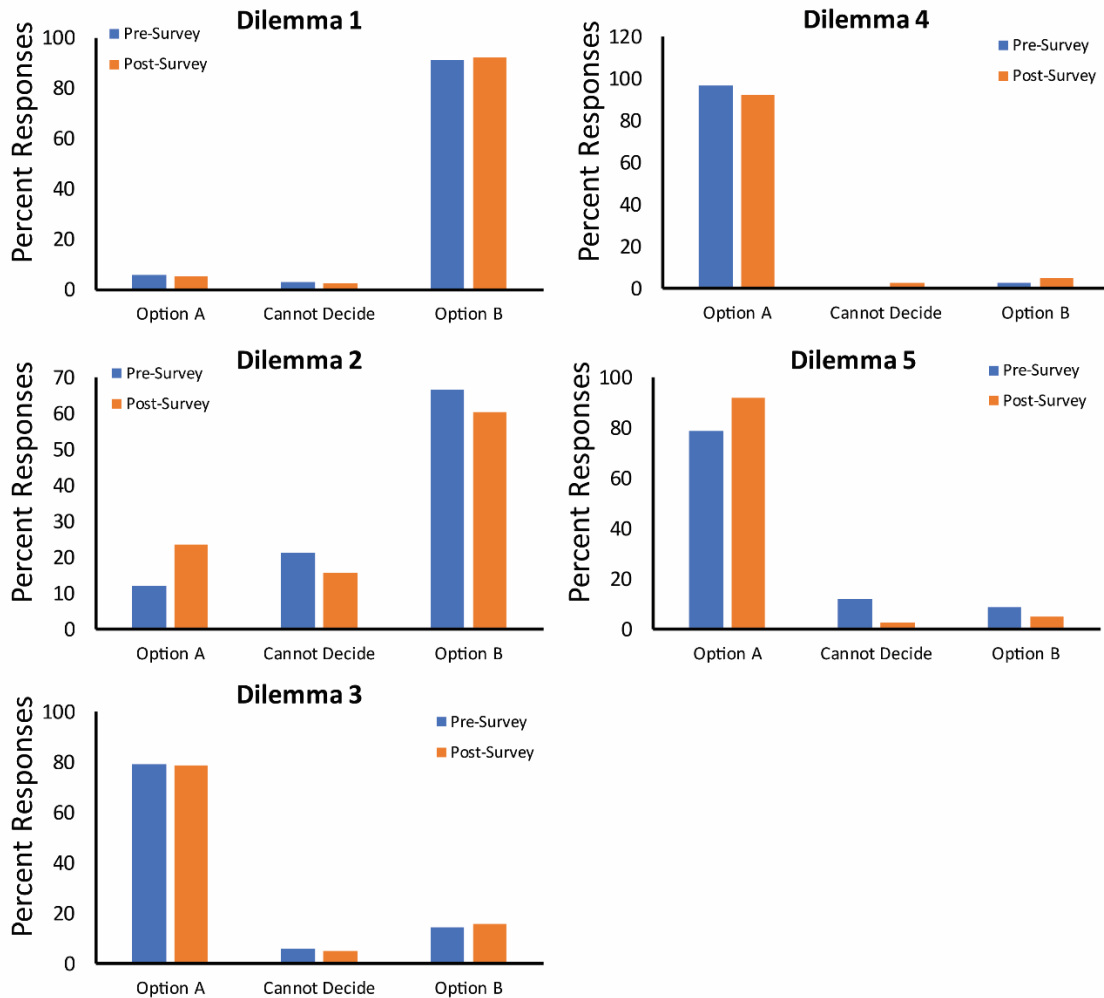 Dilemma 1
Percent Responses
100
80
60
40
20
0
Pre-Survey
Post-Survey
Option A
Cannot Decide
Option B
Dilemma 4
Percent Responses
120
100
80
60
40
20
0
Pre-Survey
Post-Survey
Option A
Cannot Decide
Option B
Dilemma 2
Percent Responses
70
60
50
40
30
20
10
0
Pre-Survey
Post-Survey
Option A
Cannot Decide
Option B
Dilemma 5
Percent Responses
100
80
60
40
20
0
Pre-Survey
Post-Survey
Option A
Cannot Decide
Option B
Dilemma 3
Percent Responses
100
80
60
40
20
0
Pre-Survey
Post-Survey
Option A
Cannot Decide
Option B